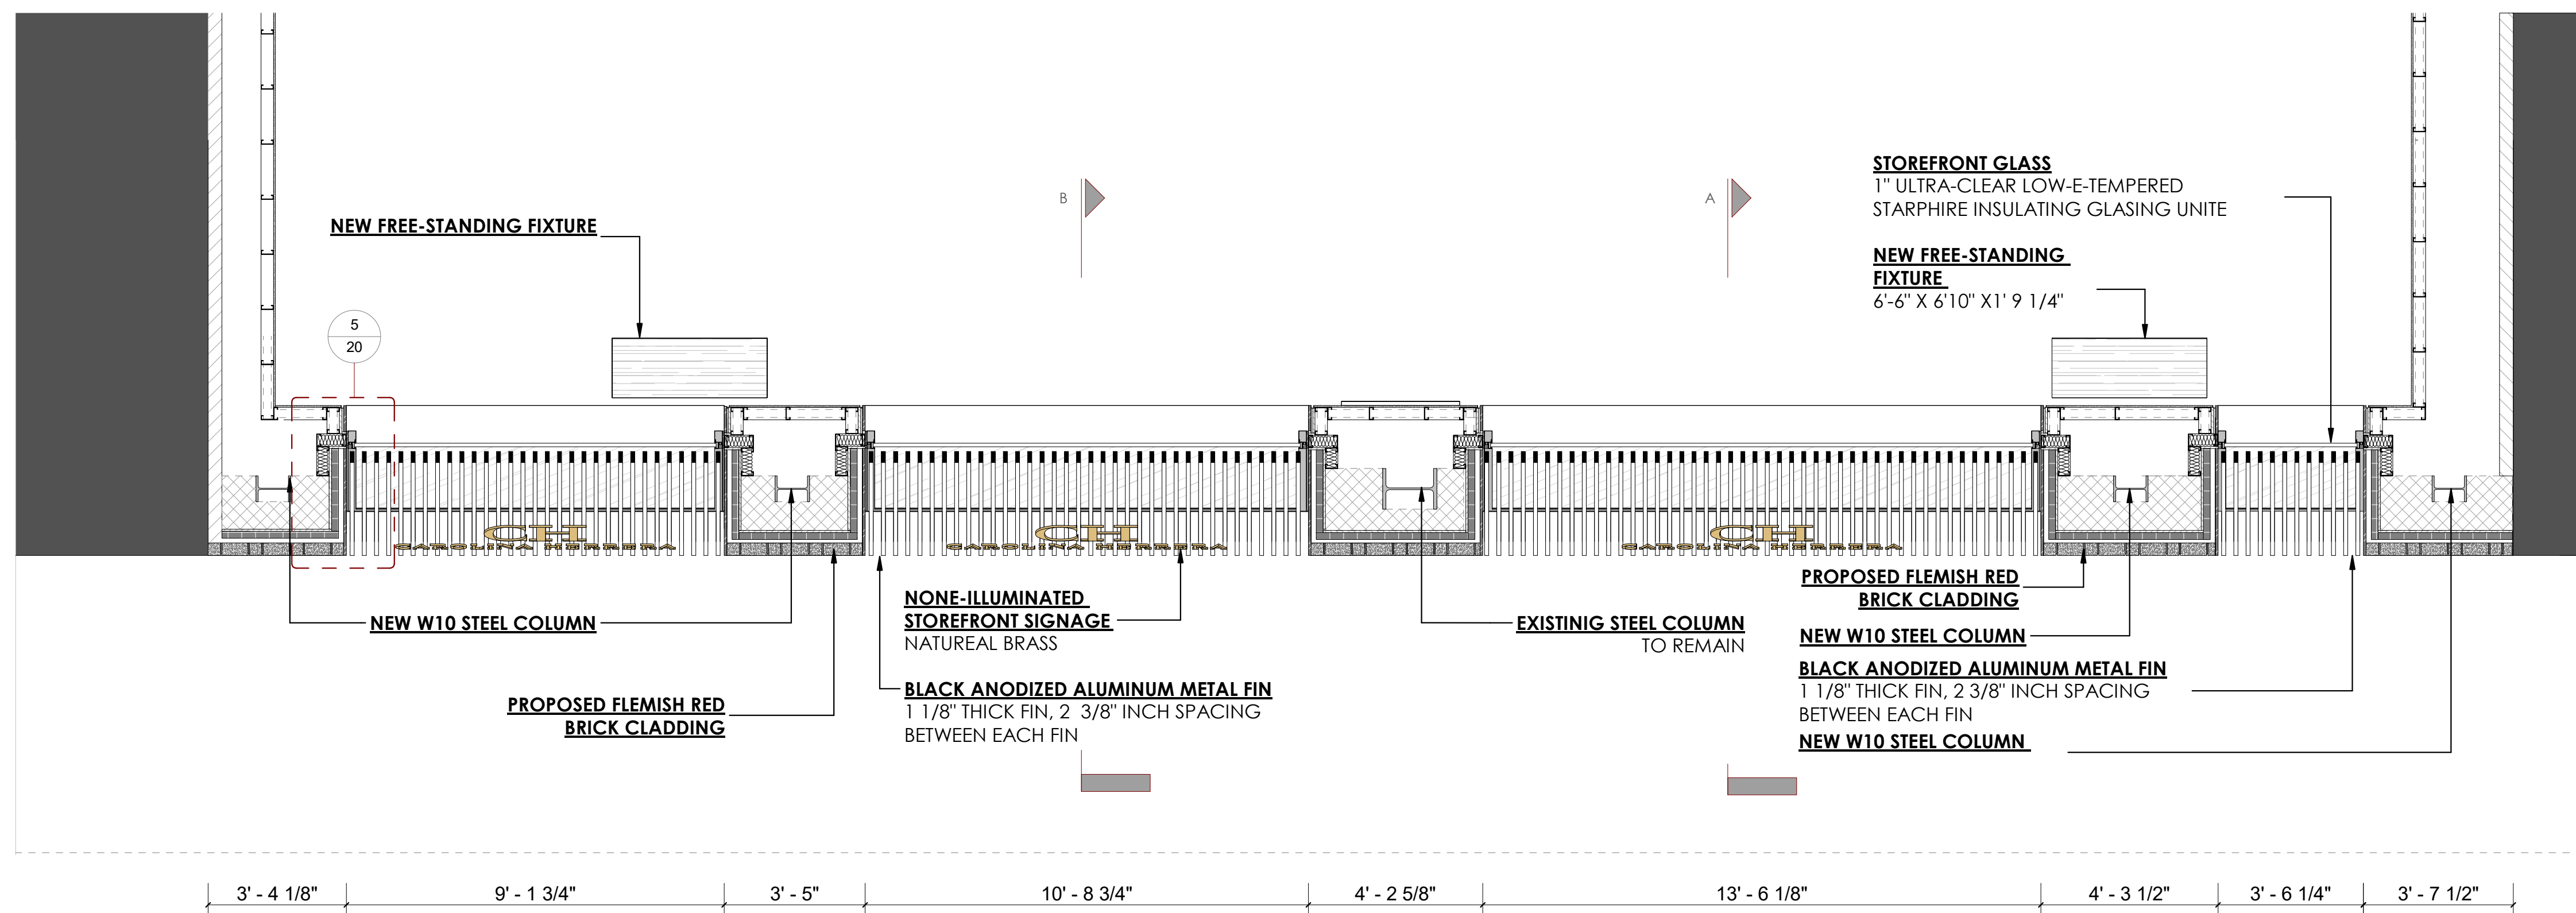 STOREFRONT GLASS
1" ULTRA-CLEAR LOW-E-TEMPERED
STARPHIRE INSULATING GLASING UNITE
B
A
NEW FREE-STANDING FIXTURE
NEW FREE-STANDING
FIXTURE
6'-6" X 6'10" X1' 9 1/4"
5
20
CH
CAROLINA HERRERA
CH
CAROLINA HERRERA
CH
CAROLINA HERRERA
NEW W10 STEEL COLUMN
PROPOSED FLEMISH RED
BRICK CLADDING
NONE-ILLUMINATED
STOREFRONT SIGNAGE
NATUREAL BRASS
BLACK ANODIZED ALUMINUM METAL FIN
1 1/8" THICK FIN, 2 3/8" INCH SPACING
BETWEEN EACH FIN
EXISTINIG STEEL COLUMN
TO REMAIN
PROPOSED FLEMISH RED
BRICK CLADDING
NEW W10 STEEL COLUMN
BLACK ANODIZED ALUMINUM METAL FIN
1 1/8" THICK FIN, 2 3/8" INCH SPACING
BETWEEN EACH FIN
NEW W10 STEEL COLUMN
3' - 4 1/8" 9' - 1 3/4" 3' - 5" 10' - 8 3/4" 4' - 2 5/8" 13' - 6 1/8" 4' - 3 1/2" 3' - 6 1/4" 3' - 7 1/2"